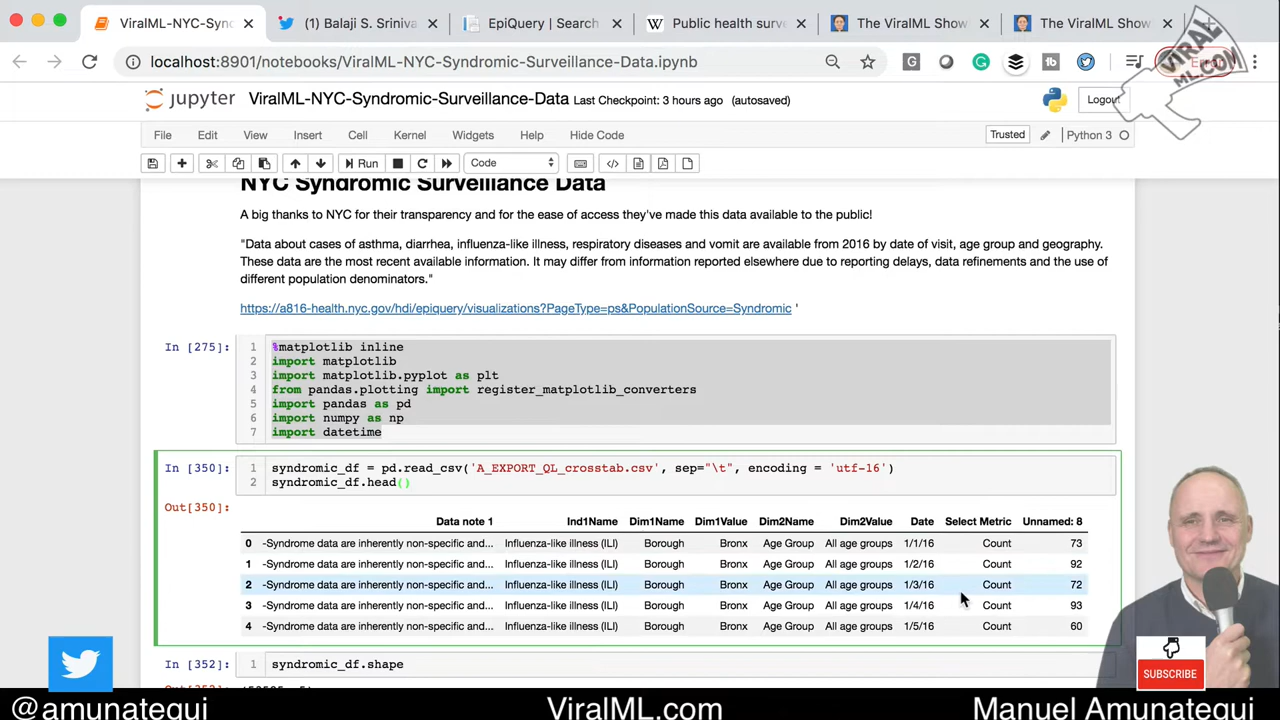 ViralML-NYC-Syndro
(1) Balaji S. Sriniva
EpiQuery | Search
W Public health surve
The ViralML Show
The ViralML Show
localhost:8901/notebooks/ViralML-NYC-Syndromic-Surveillance-Data.ipynb
Error
VIRAL
ML.COM
jupyter ViralML-NYC-Syndromic-Surveillance-Data Last Checkpoint: 3 hours ago (autosaved)
Logout
File Edit View Insert Cell Kernel Widgets Help Hide Code
Trusted Python 3
Run Code
NYC Syndromic Surveillance Data
A big thanks to NYC for their transparency and for the ease of access they've made this data available to the public!
"Data about cases of asthma, diarrhea, influenza-like illness, respiratory diseases and vomit are available from 2016 by date of visit, age group and geography.
These data are the most recent available information. It may differ from information reported elsewhere due to reporting delays, data refinements and the use of
different population denominators."
https://a816-health.nyc.gov/hdi/epiquery/visualizations?PageType=ps&PopulationSource=Syndromic '
In [275]: 1 %matplotlib inline
2 import matplotlib
3 import matplotlib.pyplot as plt
4 from pandas.plotting import register_matplotlib_converters
5 import pandas as pd
6 import numpy as np
7 import datetime
In [350]: 1 syndromic_df = pd.read_csv('A_EXPORT_QL_crosstab.csv', sep="\t", encoding = 'utf-16')
2 syndromic_df.head()
Out[350]:
Data note 1 Ind1Name Dim1Name Dim1Value Dim2Name Dim2Value Date Select Metric Unnamed: 8
0 -Syndrome data are inherently non-specific and... Influenza-like illness (ILI) Borough Bronx Age Group All age groups 1/1/16 Count 73
1 -Syndrome data are inherently non-specific and... Influenza-like illness (ILI) Borough Bronx Age Group All age groups 1/2/16 Count 92
2 -Syndrome data are inherently non-specific and... Influenza-like illness (ILI) Borough Bronx Age Group All age groups 1/3/16 Count 72
3 -Syndrome data are inherently non-specific and... Influenza-like illness (ILI) Borough Bronx Age Group All age groups 1/4/16 Count 93
4 -Syndrome data are inherently non-specific and... Influenza-like illness (ILI) Borough Bronx Age Group All age groups 1/5/16 Count 60
In [352]: 1 syndromic_df.shape
SUBSCRIBE
@amunategui ViralML.com Manuel Amunategui